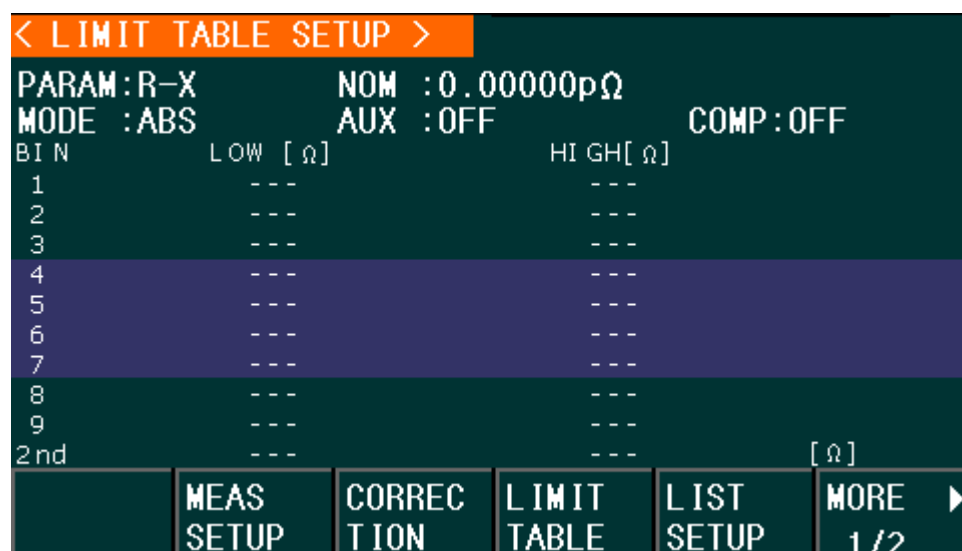 < LIMIT TABLE SETUP >
PARAM:R-X NOM :0.00000pΩ
MODE :ABS AUX :OFF COMP:OFF
BIN LOW [Ω] HIGH[Ω]
1 --- ---
2 --- ---
3 --- ---
4 --- ---
5 --- ---
6 --- ---
7 --- ---
8 --- ---
9 --- ---
2nd --- --- [Ω]
MEAS CORREC LIMIT LIST MORE ▶
SETUP TION TABLE SETUP 1/2